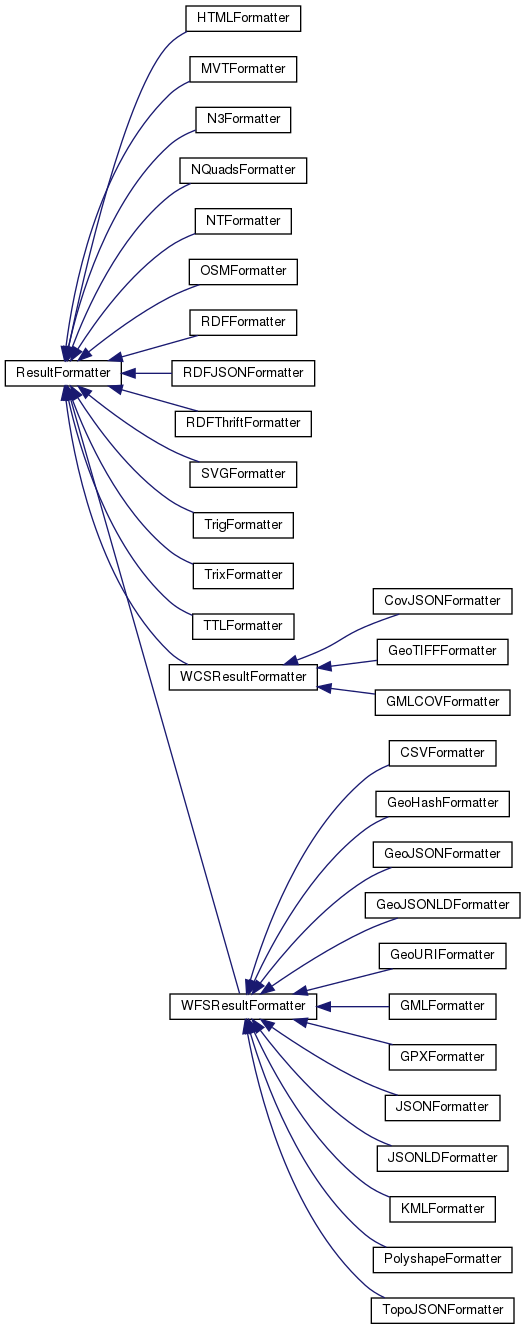 HTMLFormatter
MVTFormatter
N3Formatter
NQuadsFormatter
NTFormatter
OSMFormatter
RDFFormatter
ResultFormatter
RDFJSONFormatter
RDFThriftFormatter
SVGFormatter
TrigFormatter
TrixFormatter
TTLFormatter
WCSResultFormatter
CovJSONFormatter
GeoTIFFFormatter
GMLCOVFormatter
CSVFormatter
GeoHashFormatter
GeoJSONFormatter
GeoJSONLDFormatter
GeoURIFormatter
WFSResultFormatter
GMLFormatter
GPXFormatter
JSONFormatter
JSONLDFormatter
KMLFormatter
PolyshapeFormatter
TopoJSONFormatter